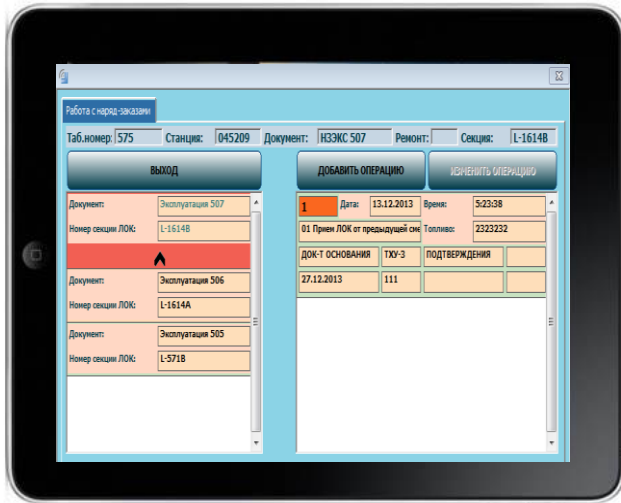 Работа с наряд-заказами
Таб.номер: 575 Станция: 045209 Документ: НЗЭКС 507 Ремонт: Секция: L-1614B
ВЫХОД
ДОБАВИТЬ ОПЕРАЦИЮ ИЗМЕНИТЬ ОПЕРАЦИЮ
Документ: Эксплуатация 507
Номер секции ЛОК: L-1614B
Документ: Эксплуатация 506
Номер секции ЛОК: L-1614A
Документ: Эксплуатация 505
Номер секции ЛОК: L-571B
1 Дата: 13.12.2013 Время: 5:23:38
01 Прием ЛОК от предыдущей сме Топливо: 2323232
ДОК-Т ОСНОВАНИЯ ТХУ-3 ПОДТВЕРЖДЕНИЯ
27.12.2013 111